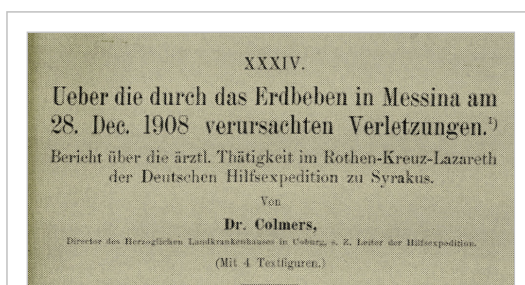 XXXIV.
Ueber die durch das Erdbeben in Messina am
28. Dec. 1908 verursachten Verletzungen.¹)
Bericht über die ärztl. Thätigkeit im Rothen-Kreuz-Lazareth
der Deutschen Hilfsexpedition zu Syrakus.
Von
Dr. Colmers,
Director des Herzoglichen Landkrankenhauses in Coburg, s. Z. Leiter der Hilfsexpedition.
(Mit 4 Textfiguren.)